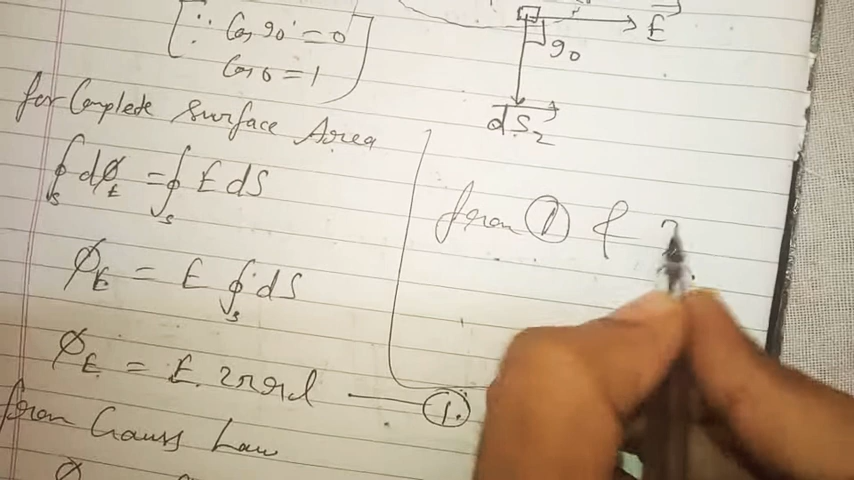 ∵ Cos 90° = 0
Cos 0 = 1
for Complete Surface Area
∮s dϕE = ∮s E dS
ϕE = E ∮s dS
ϕE = E. 2πrl — (1.)
from Gauss Law
ϕ
E
90
dS2
from (1) & 2